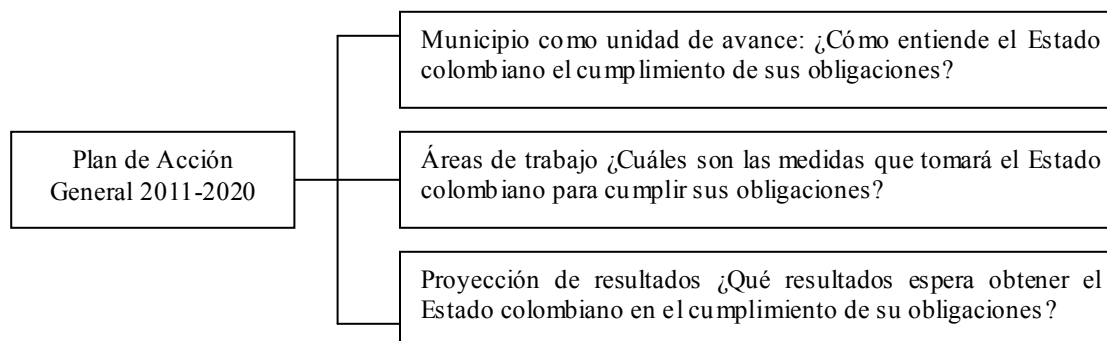 Municipio como unidad de avance: ¿Cómo entiende el Estado
colombiano el cumplimiento de sus obligaciones?
Plan de Acción
General 2011-2020
Áreas de trabajo ¿Cuáles son las medidas que tomará el Estado
colombiano para cumplir sus obligaciones?
Proyección de resultados ¿Qué resultados espera obtener el
Estado colombiano en el cumplimiento de su obligaciones?